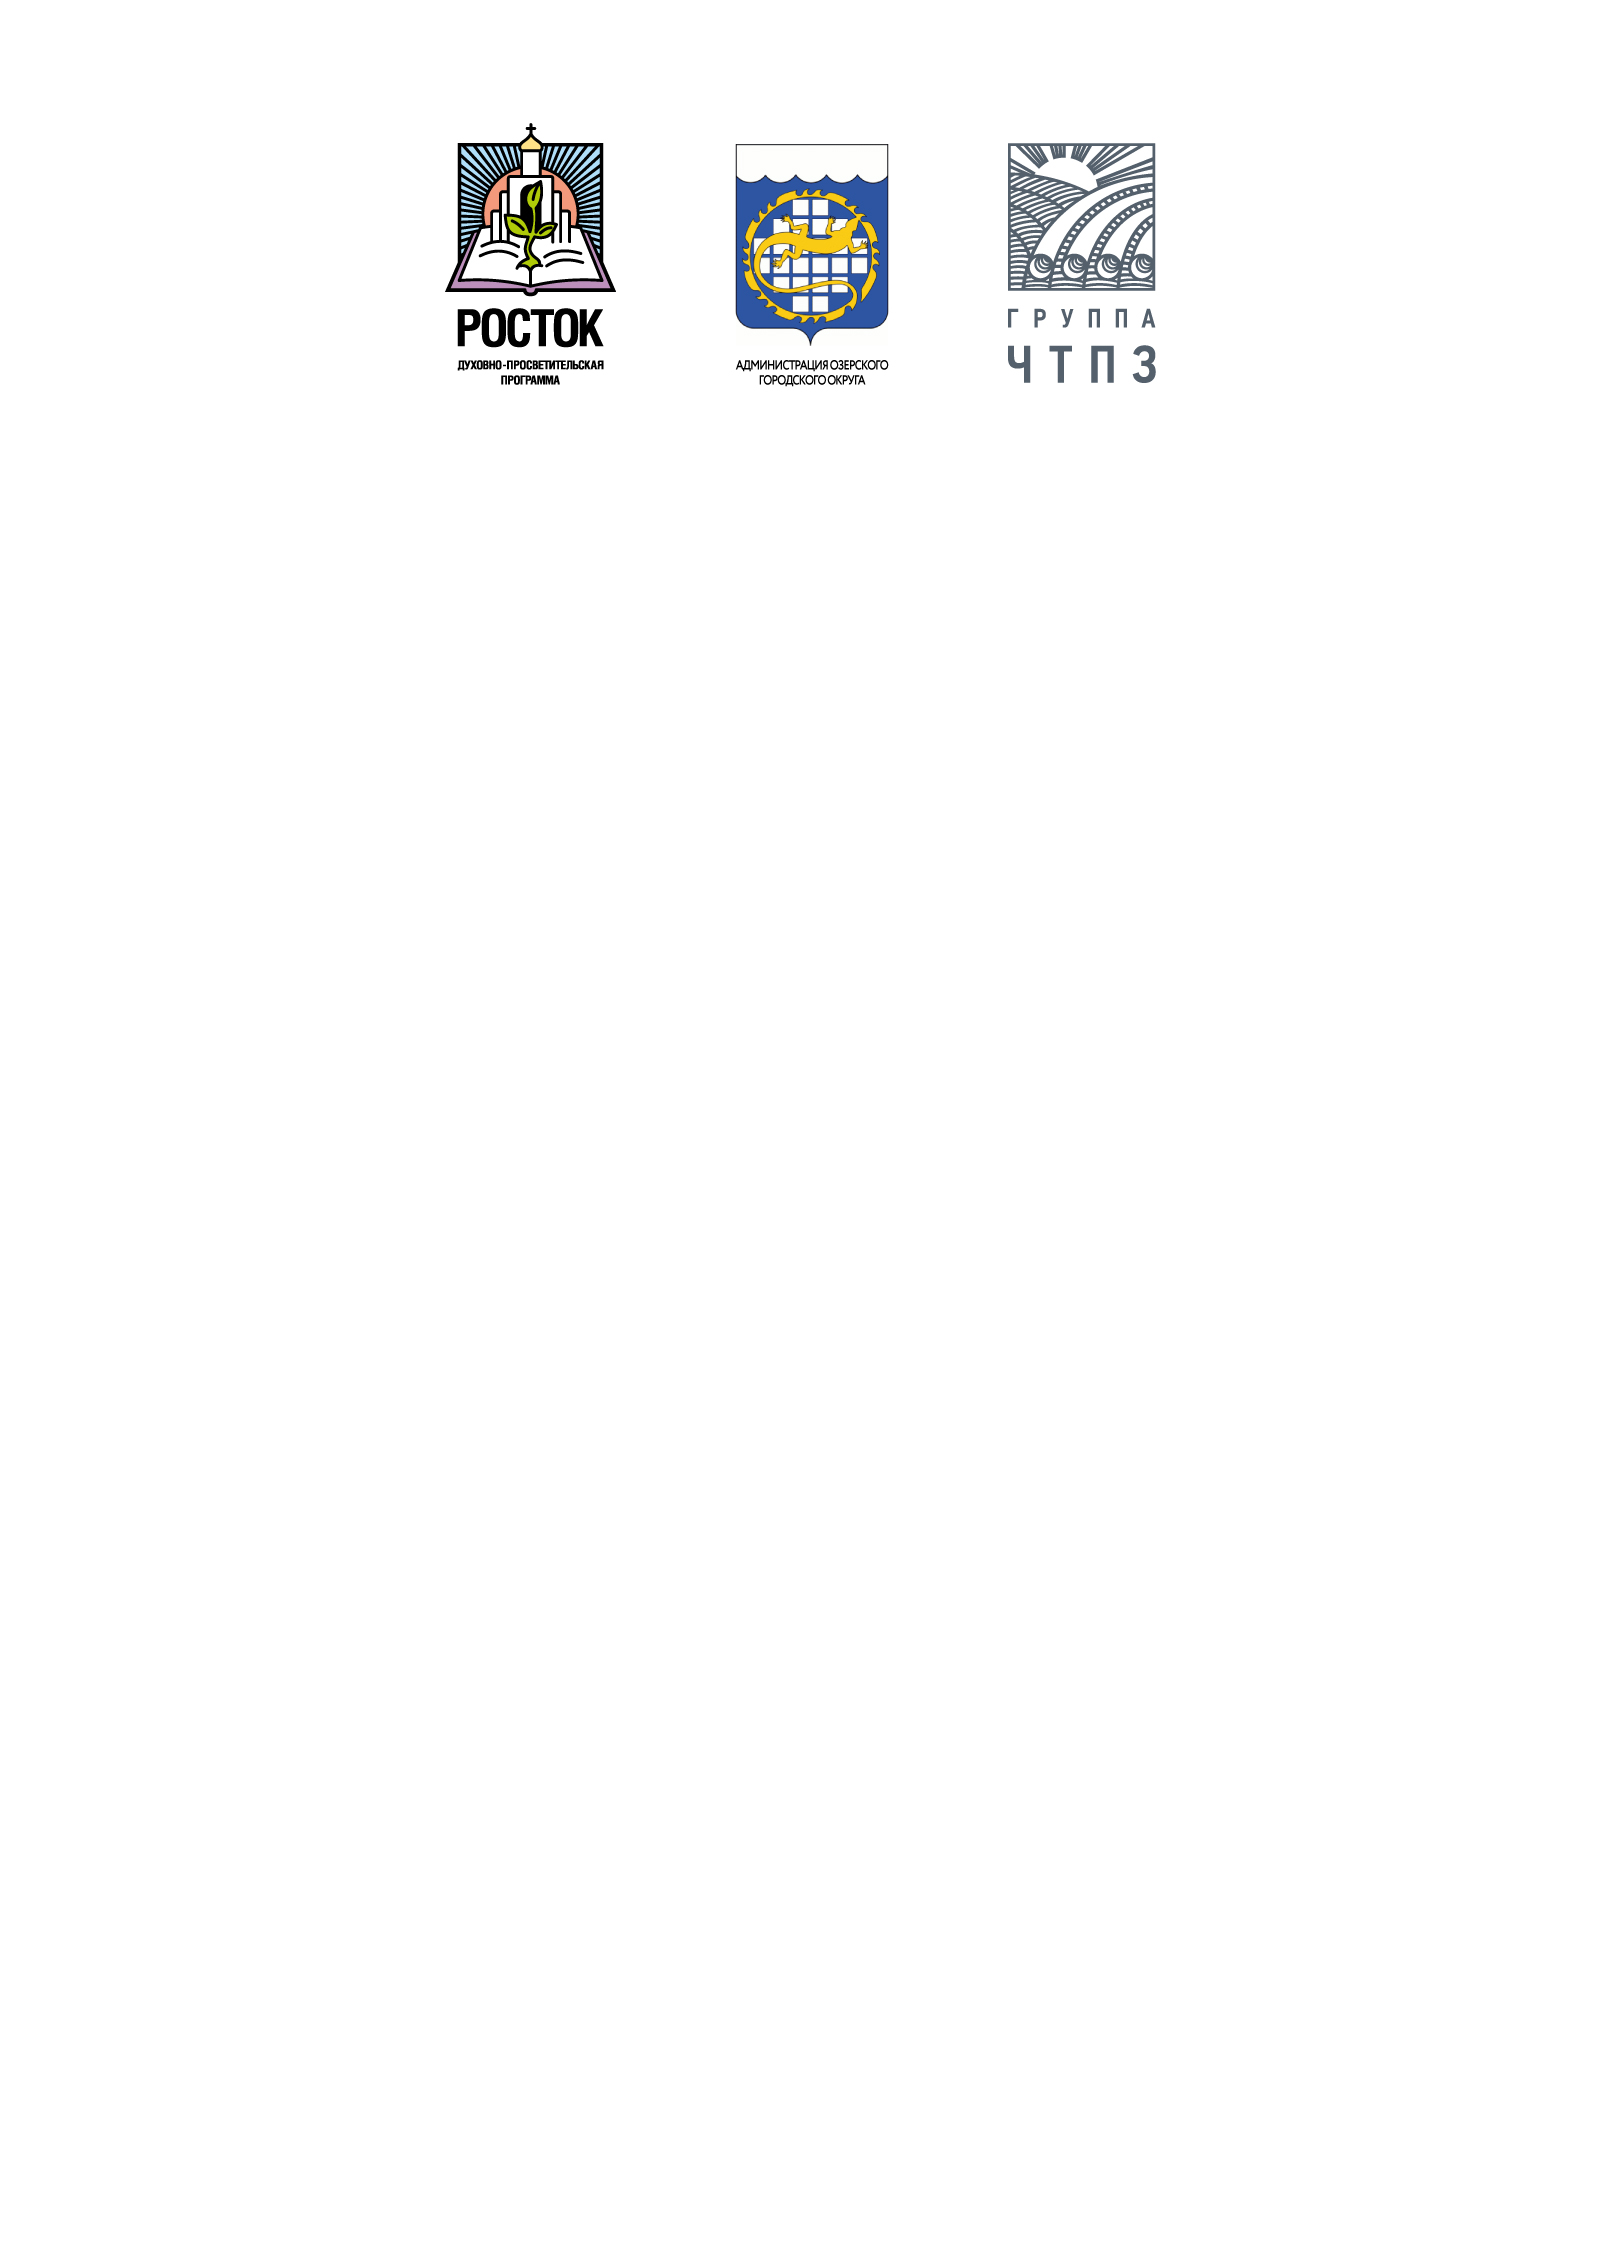 РОСТОК
ДУХОВНО-ПРОСВЕТИТЕЛЬСКАЯ
ПРОГРАММА
АДМИНИСТРАЦИЯ ОЗЕРСКОГО
ГОРОДСКОГО ОКРУГА
ГРУППА
ЧТПЗ